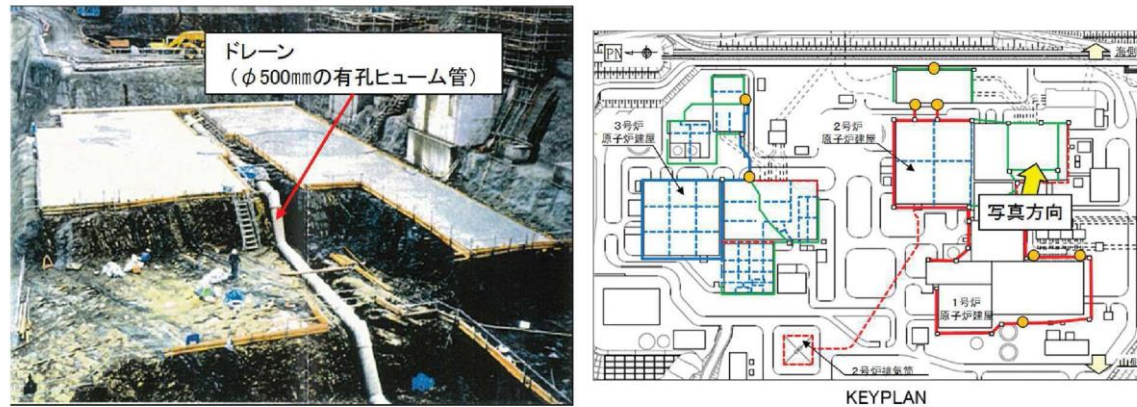 ドレーン
（φ500mmの有孔ヒューム管）
PN
海側
3号炉
原子炉建屋
2号炉
原子炉建屋
写真方向
1号炉
原子炉建屋
2号炉排気筒
山側
KEYPLAN